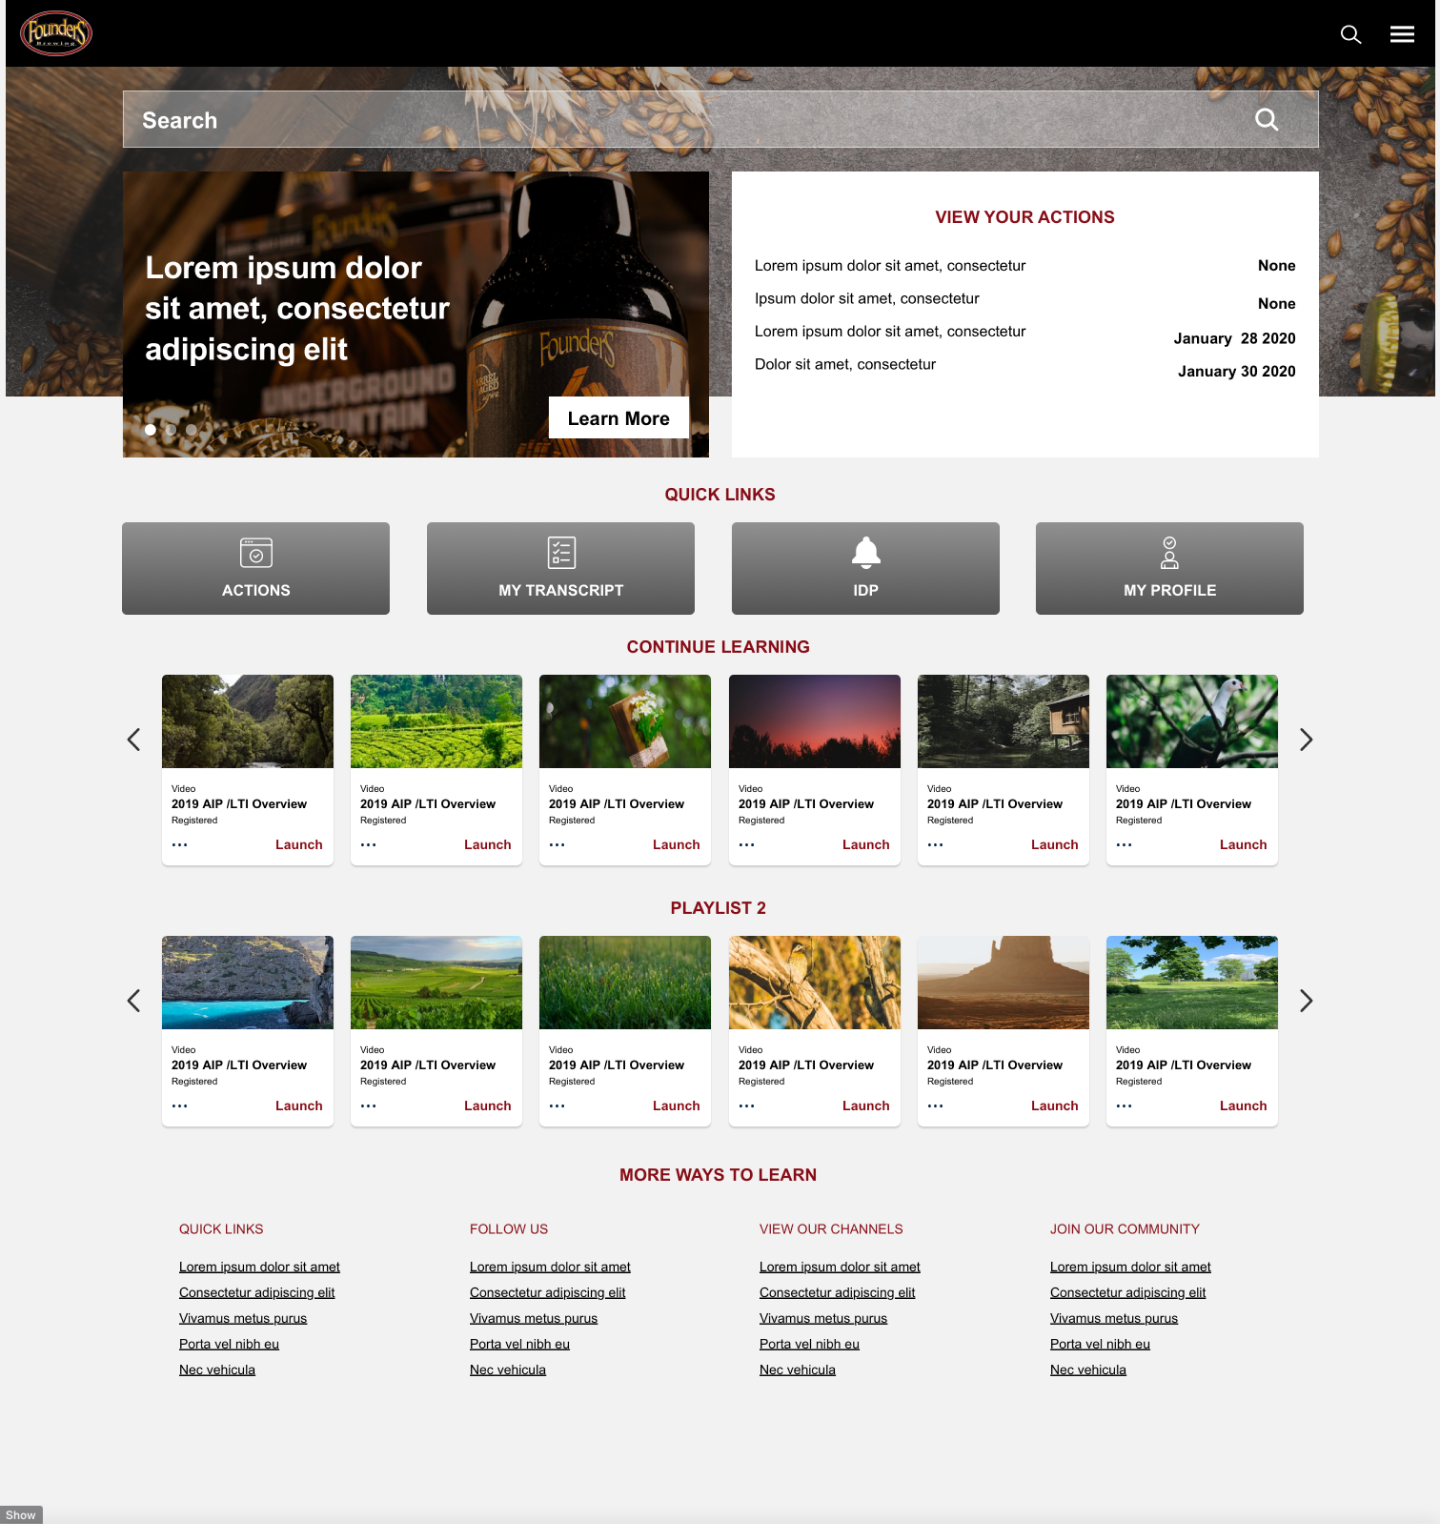 Founders
Brewing
Search
Lorem ipsum dolor
sit amet, consectetur
adipiscing elit
Founders
Founders
BARREL
AGED
UNDERGROUND
MOUNTAIN
Learn More
VIEW YOUR ACTIONS
Lorem ipsum dolor sit amet, consectetur None
Ipsum dolor sit amet, consectetur None
Lorem ipsum dolor sit amet, consectetur January 28 2020
Dolor sit amet, consectetur January 30 2020
QUICK LINKS
ACTIONS MY TRANSCRIPT IDP MY PROFILE
CONTINUE LEARNING
Video Video Video Video Video Video
2019 AIP /LTI Overview 2019 AIP /LTI Overview 2019 AIP /LTI Overview 2019 AIP /LTI Overview 2019 AIP /LTI Overview 2019 AIP /LTI Overview
Registered Registered Registered Registered Registered Registered
... Launch ... Launch ... Launch ... Launch ... Launch ... Launch
PLAYLIST 2
Video Video Video Video Video Video
2019 AIP /LTI Overview 2019 AIP /LTI Overview 2019 AIP /LTI Overview 2019 AIP /LTI Overview 2019 AIP /LTI Overview 2019 AIP /LTI Overview
Registered Registered Registered Registered Registered Registered
... Launch ... Launch ... Launch ... Launch ... Launch ... Launch
MORE WAYS TO LEARN
QUICK LINKS
Lorem ipsum dolor sit amet
Consectetur adipiscing elit
Vivamus metus purus
Porta vel nibh eu
Nec vehicula
FOLLOW US
Lorem ipsum dolor sit amet
Consectetur adipiscing elit
Vivamus metus purus
Porta vel nibh eu
Nec vehicula
VIEW OUR CHANNELS
Lorem ipsum dolor sit amet
Consectetur adipiscing elit
Vivamus metus purus
Porta vel nibh eu
Nec vehicula
JOIN OUR COMMUNITY
Lorem ipsum dolor sit amet
Consectetur adipiscing elit
Vivamus metus purus
Porta vel nibh eu
Nec vehicula
Show